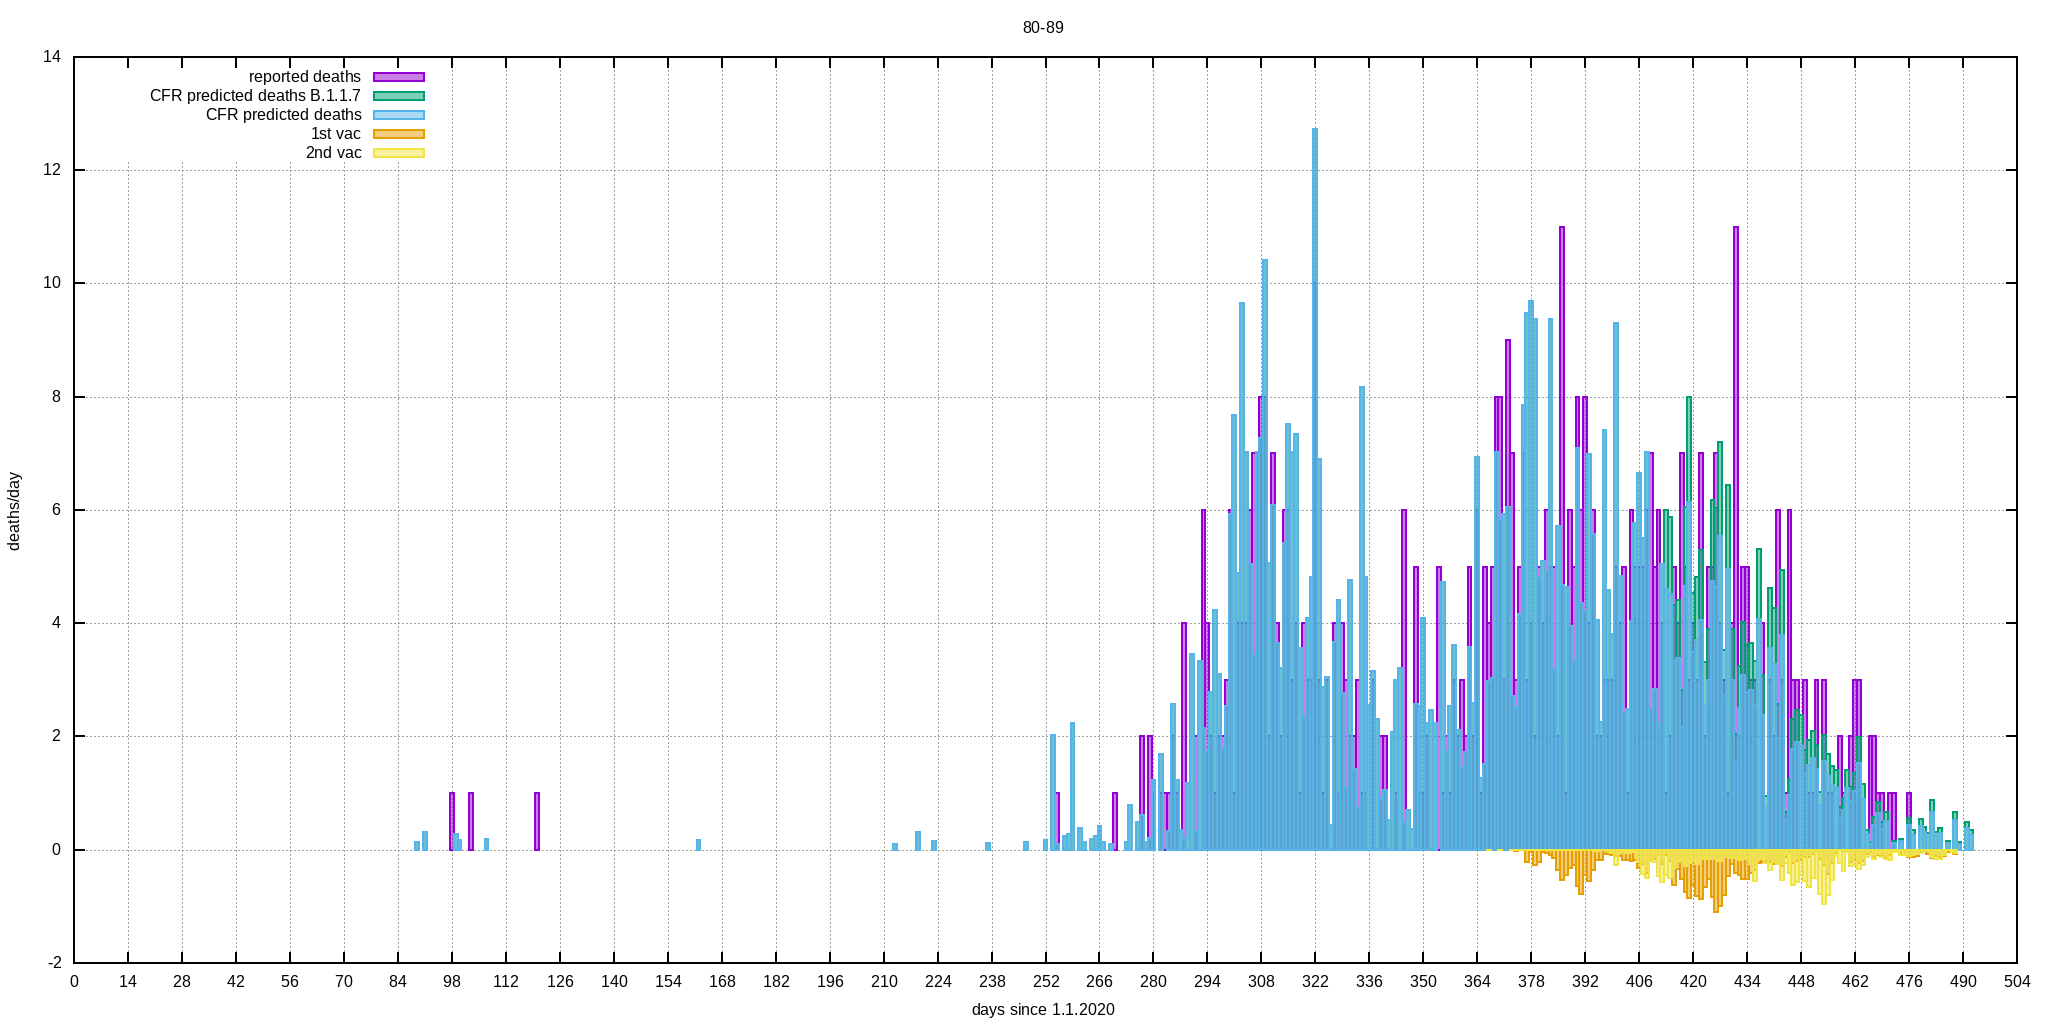 80-89
14
12
10
8
6
4
2
0
-2
deaths/day
reported deaths
CFR predicted deaths B.1.1.7
CFR predicted deaths
1st vac
2nd vac
0 14 28 42 56 70 84 98 112 126 140 154 168 182 196 210 224 238 252 266 280 294 308 322 336 350 364 378 392 406 420 434 448 462 476 490 504
days since 1.1.2020